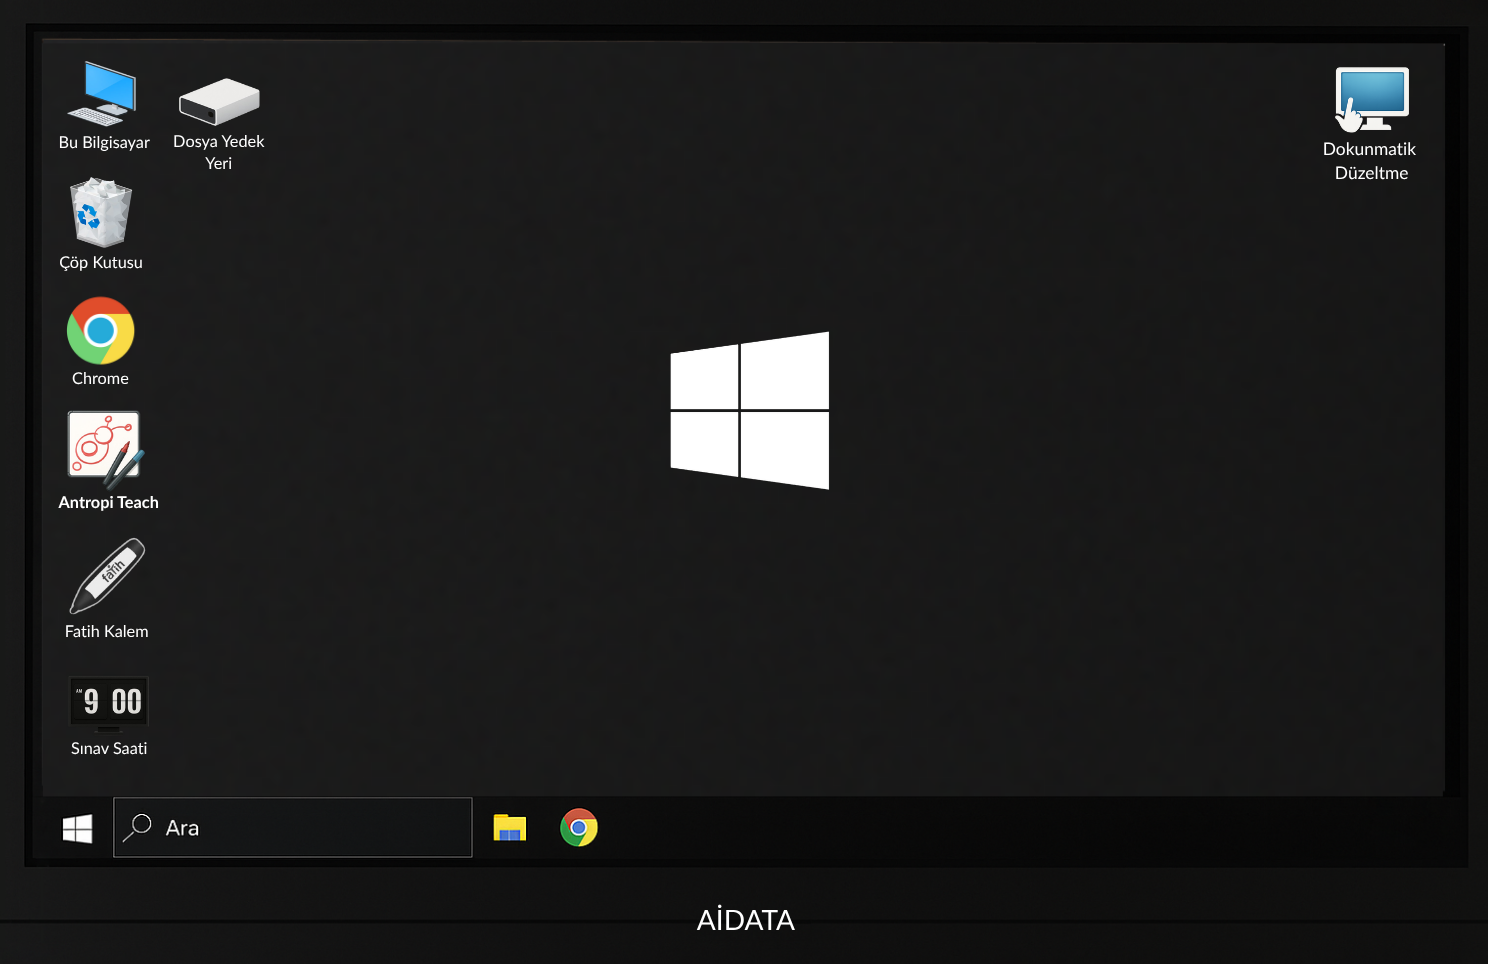 Bu Bilgisayar
Dosya Yedek
Yeri
Dokunmatik
Düzeltme
Çöp Kutusu
Chrome
Antropi Teach
fatih
Fatih Kalem
AM
9 00
Sınav Saati
Ara
AİDATA